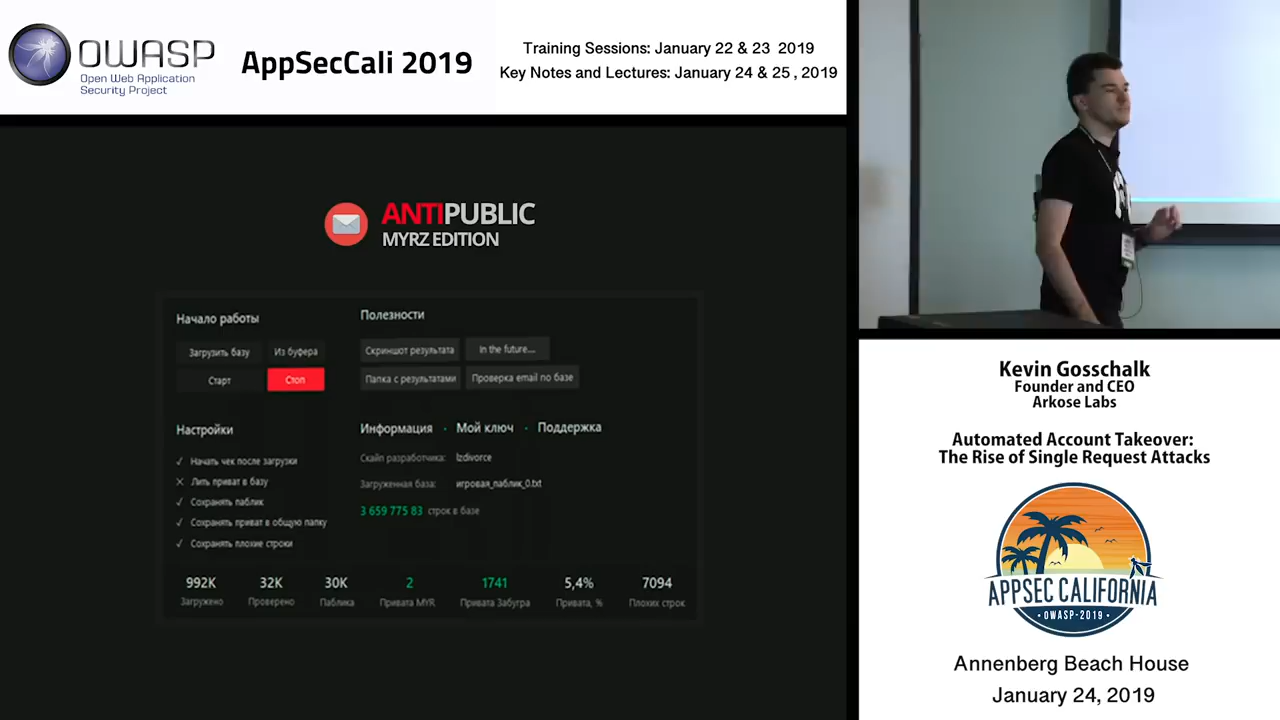 OWASP
Open Web Application
Security Project
AppSecCali 2019
Training Sessions: January 22 & 23 2019
Key Notes and Lectures: January 24 & 25 , 2019
ANTIPUBLIC
MYRZ EDITION
Начало работы
Загрузить базу
Из буфера
Старт
Стоп
Полезности
Скриншот результата
In the future....
Папка с результатами
Проверка email по базе
Настройки
✓ Начать чек после загрузки
✕ Лить приват в базу
✓ Сохранять паблик
✓ Сохранять приват в общую папку
✓ Сохранять плохие строки
Информация · Мой ключ · Поддержка
Скайп разработчика: lzdivorce
Загруженная база: игровая_паблик_0.txt
3 659 775 83 строк в базе
992K 32K 30K 2 1741 5,4% 7094
Загружено Проверено Паблика Привата MYR Привата Забугра Привата, % Плохих строк
Kevin Gosschalk
Founder and CEO
Arkose Labs
Automated Account Takeover:
The Rise of Single Request Attacks
APPSEC CALIFORNIA
· OWASP-2019 ·
Annenberg Beach House
January 24, 2019